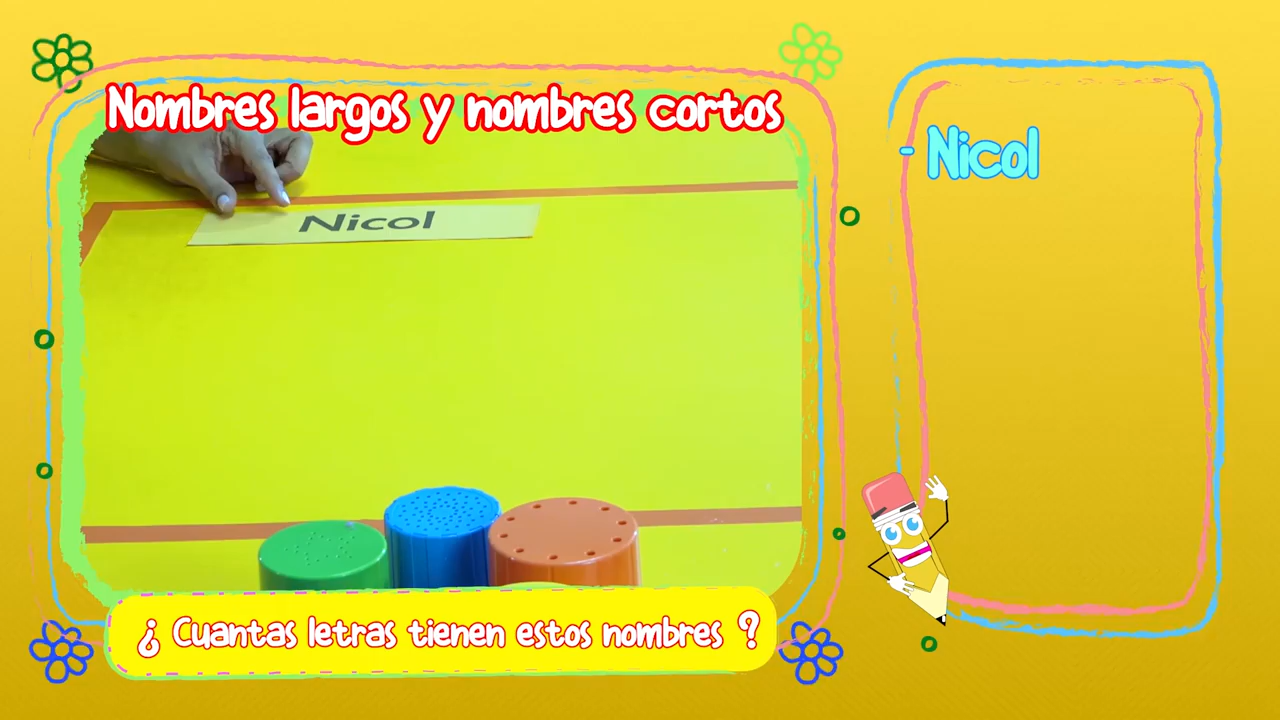 Nombres largos y nombres cortos
- Nicol
Nicol
¿ Cuantas letras tienen estos nombres ?